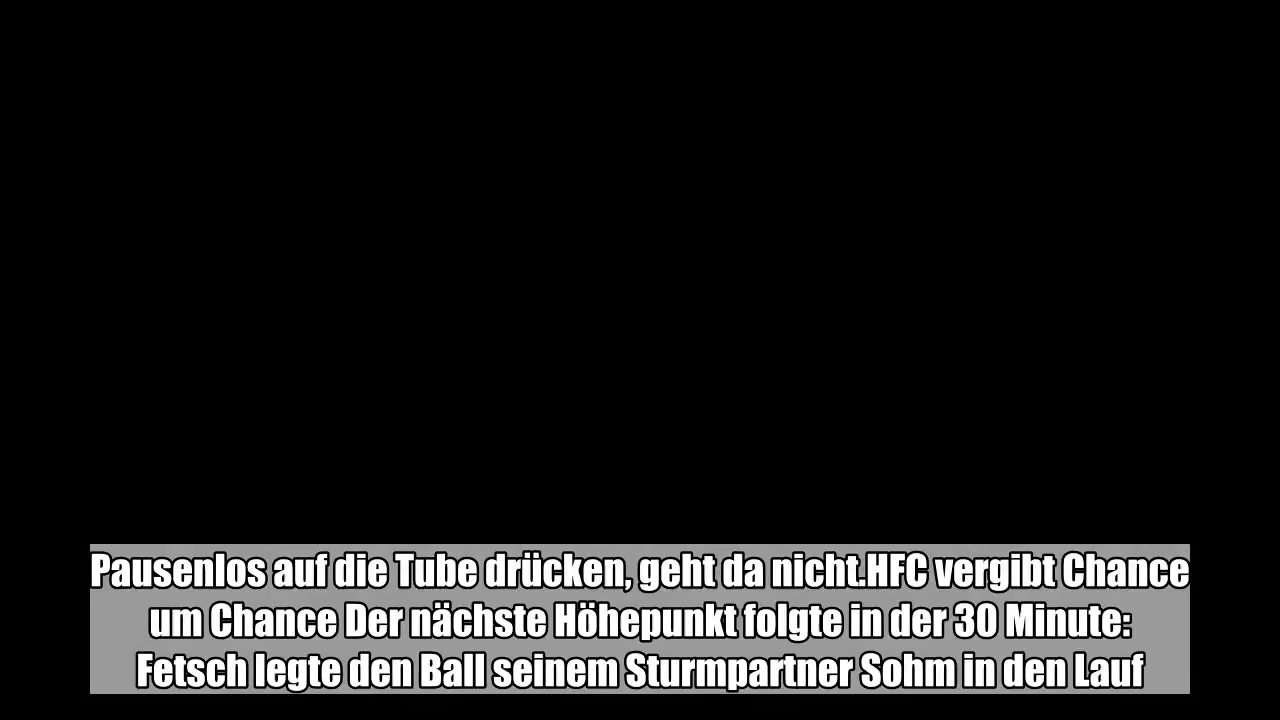 Pausenlos auf die Tube drücken, geht da nicht.HFC vergibt Chance
um Chance Der nächste Höhepunkt folgte in der 30 Minute:
Fetsch legte den Ball seinem Sturmpartner Sohm in den Lauf